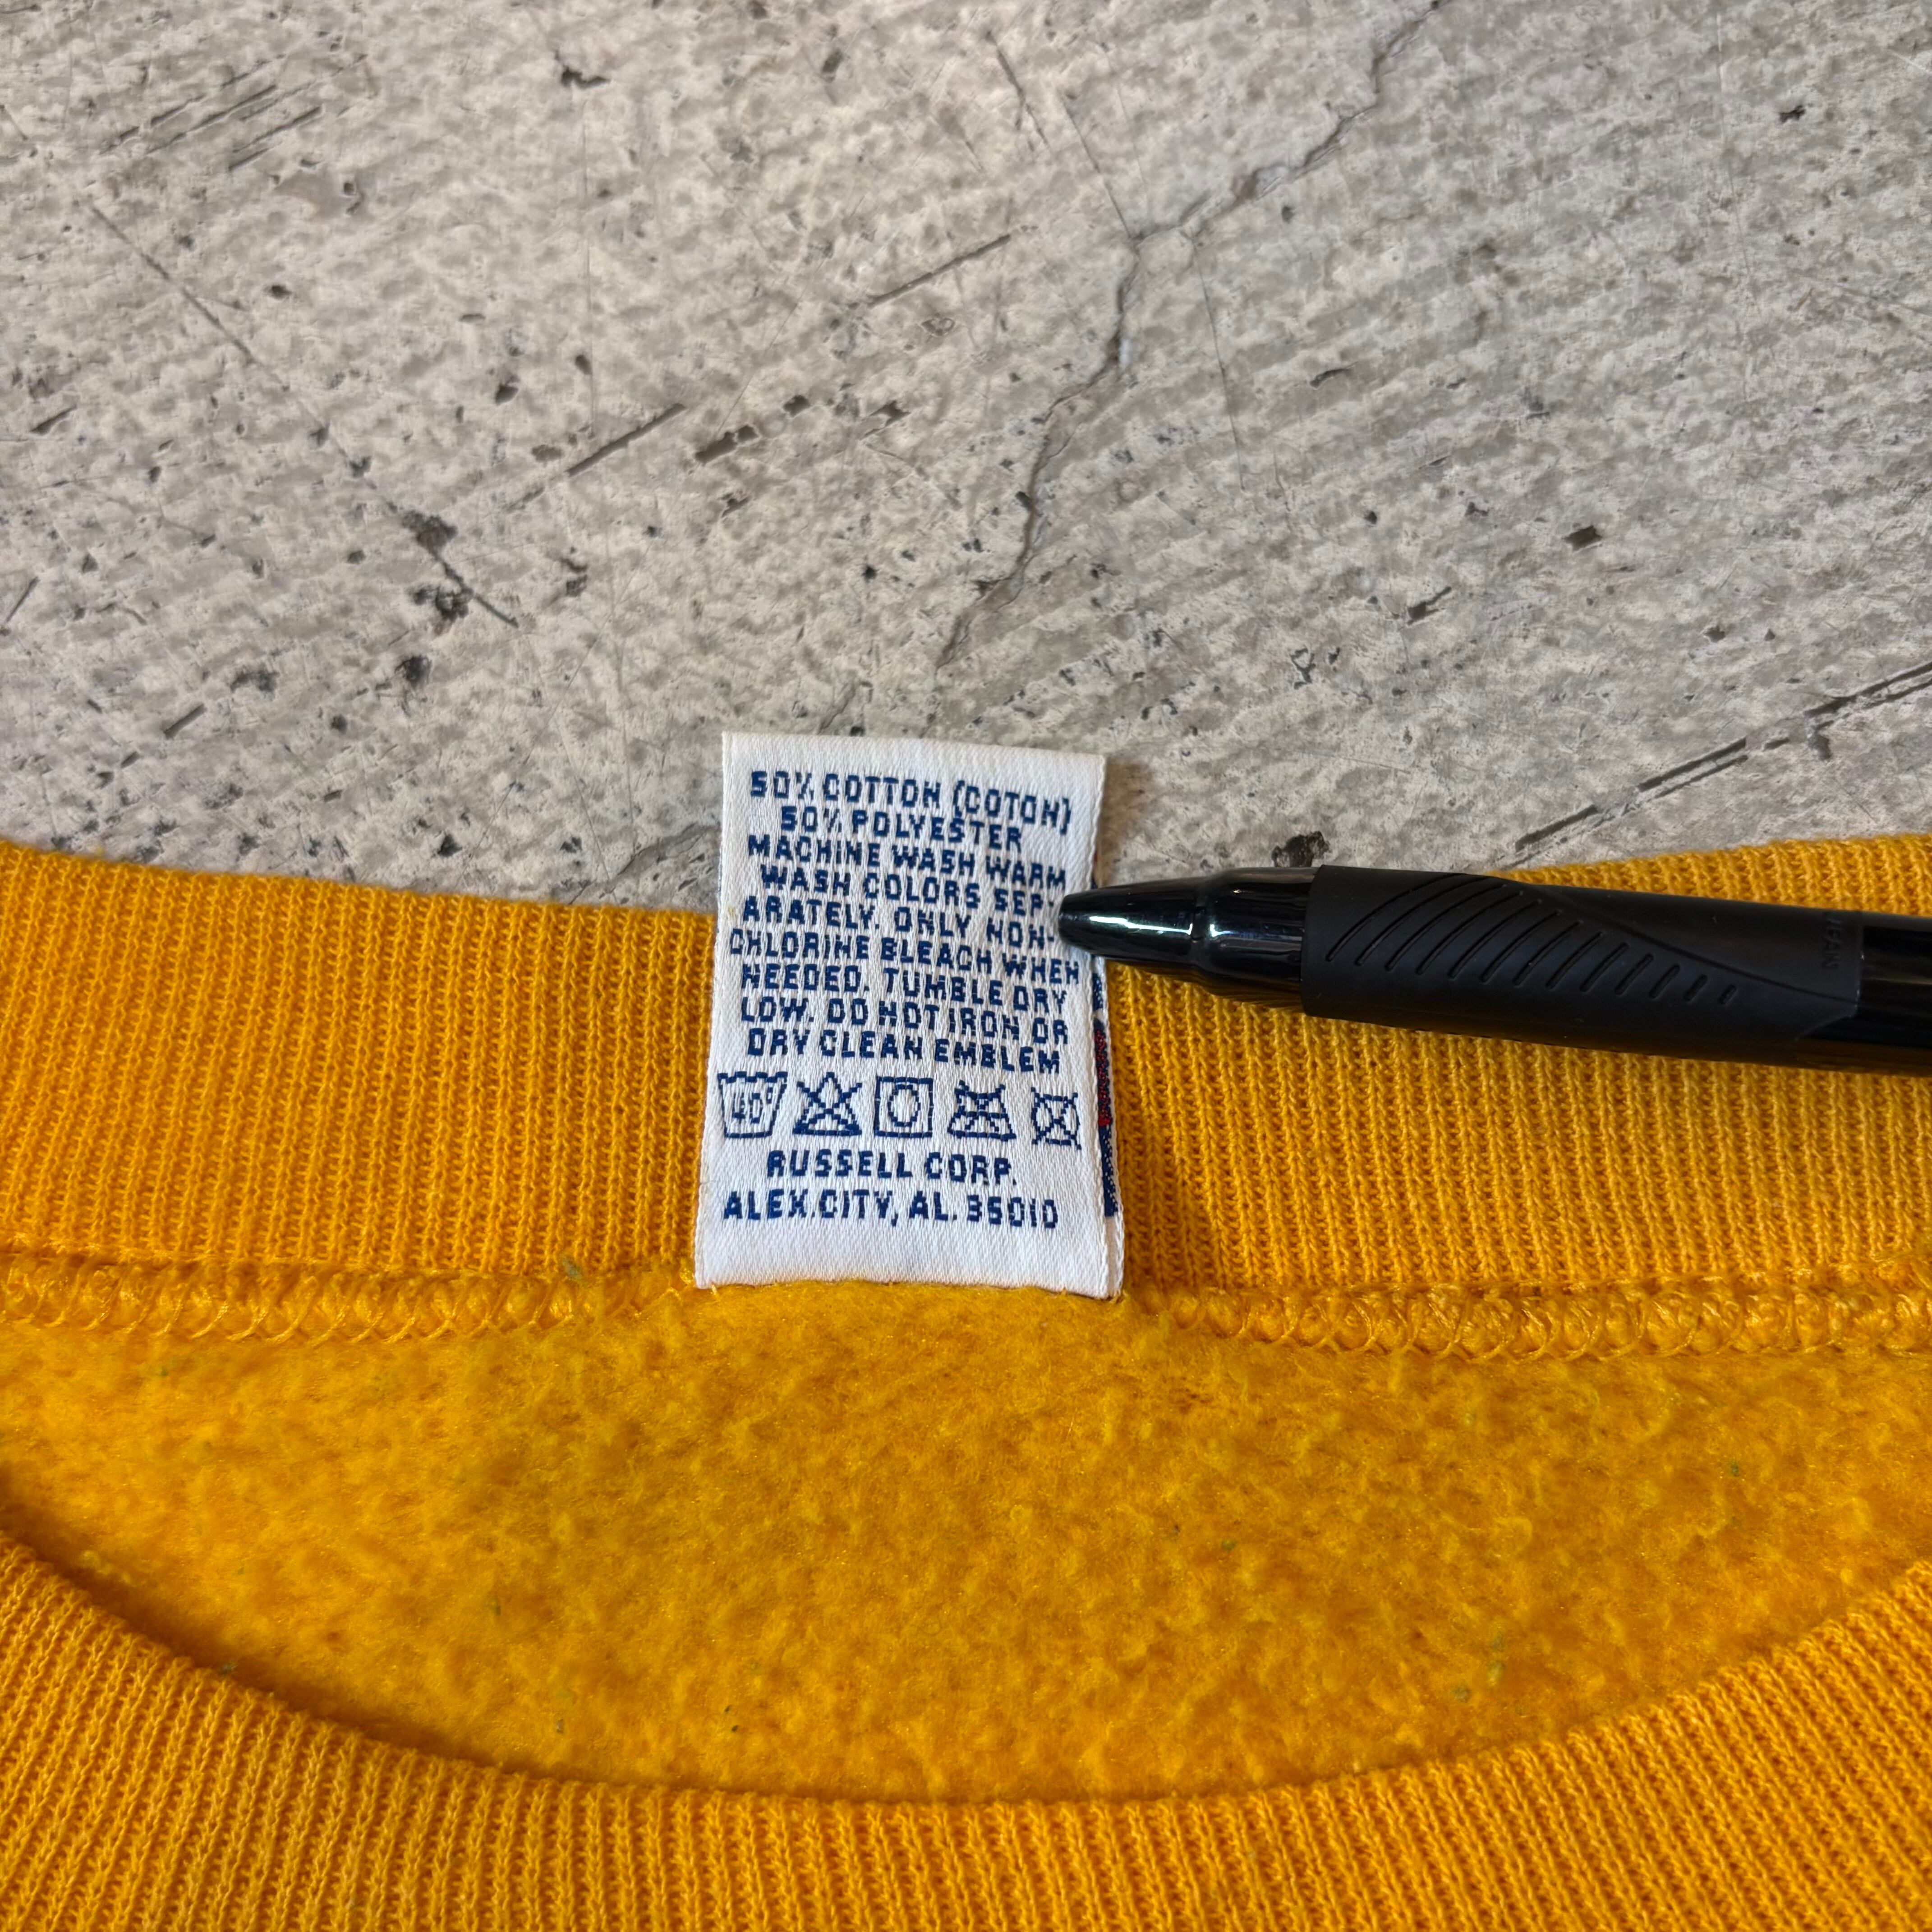 50% COTTON (COTON)
50% POLYESTER
MACHINE WASH WARM
WASH COLORS SEP-
ARATELY. ONLY NON-
CHLORINE BLEACH WHEN
NEEDED. TUMBLE DRY
LOW. DO NOT IRON OR
DRY CLEAN EMBLEM
40°
RUSSELL CORP.
ALEX.CITY, AL. 35010